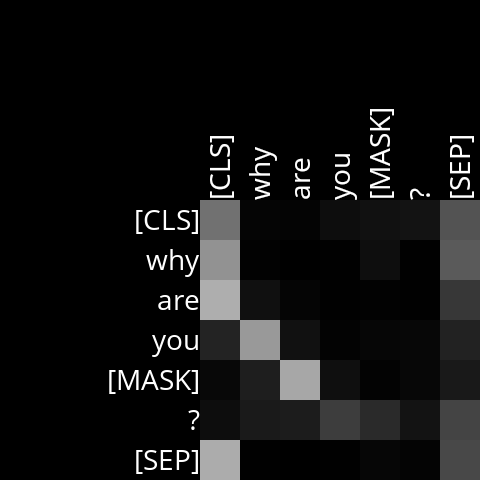 [CLS] why are you [MASK] ? [SEP]
[CLS]
why
are
you
[MASK]
?
[SEP]